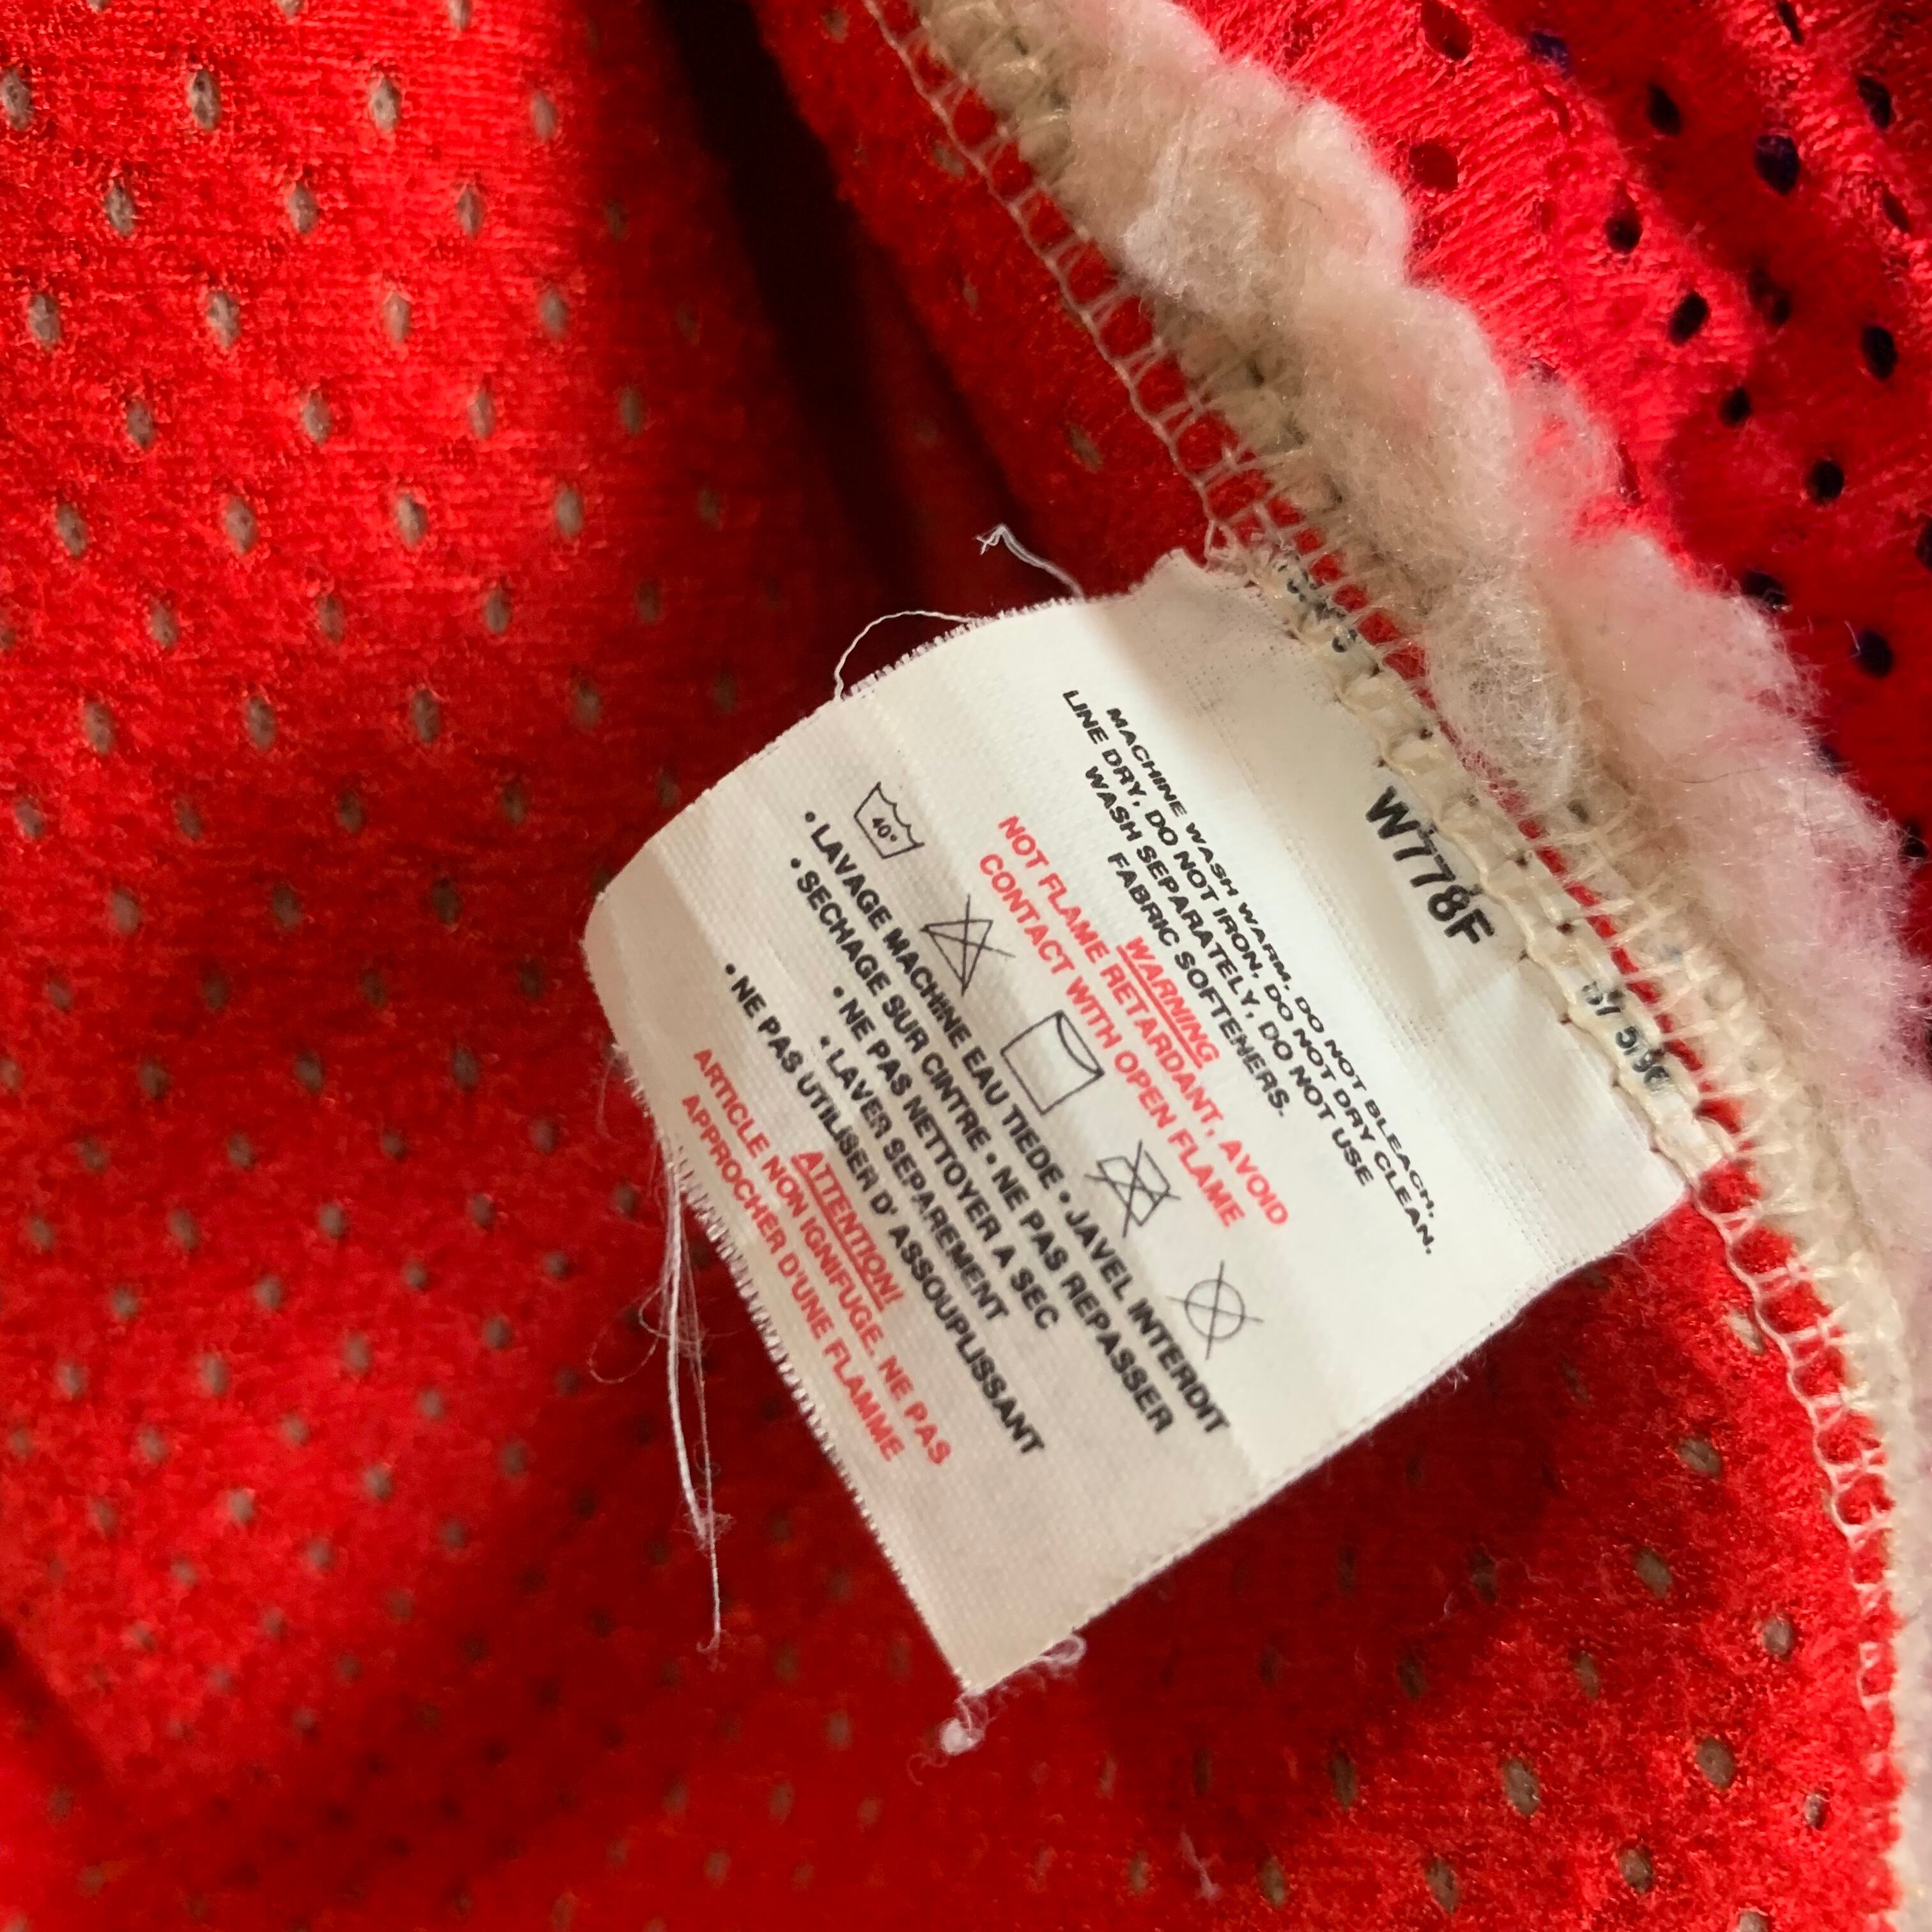 W778F
MACHINE WASH WARM, DO NOT BLEACH,
LINE DRY, DO NOT IRON, DO NOT DRY CLEAN,
WASH SEPARATELY, DO NOT USE
FABRIC SOFTENERS.
WARNING
NOT FLAME RETARDANT, AVOID
CONTACT WITH OPEN FLAME
40°
• LAVAGE MACHINE EAU TIEDE • JAVEL INTERDIT
• SECHAGE SUR CINTRE • NE PAS REPASSER
• NE PAS NETTOYER A SEC
• LAVER SEPAREMENT
• NE PAS UTILISER D' ASSOUPLISSANT
ATTENTION!
ARTICLE NON IGNIFUGE, NE PAS
APPROCHER D'UNE FLAMME